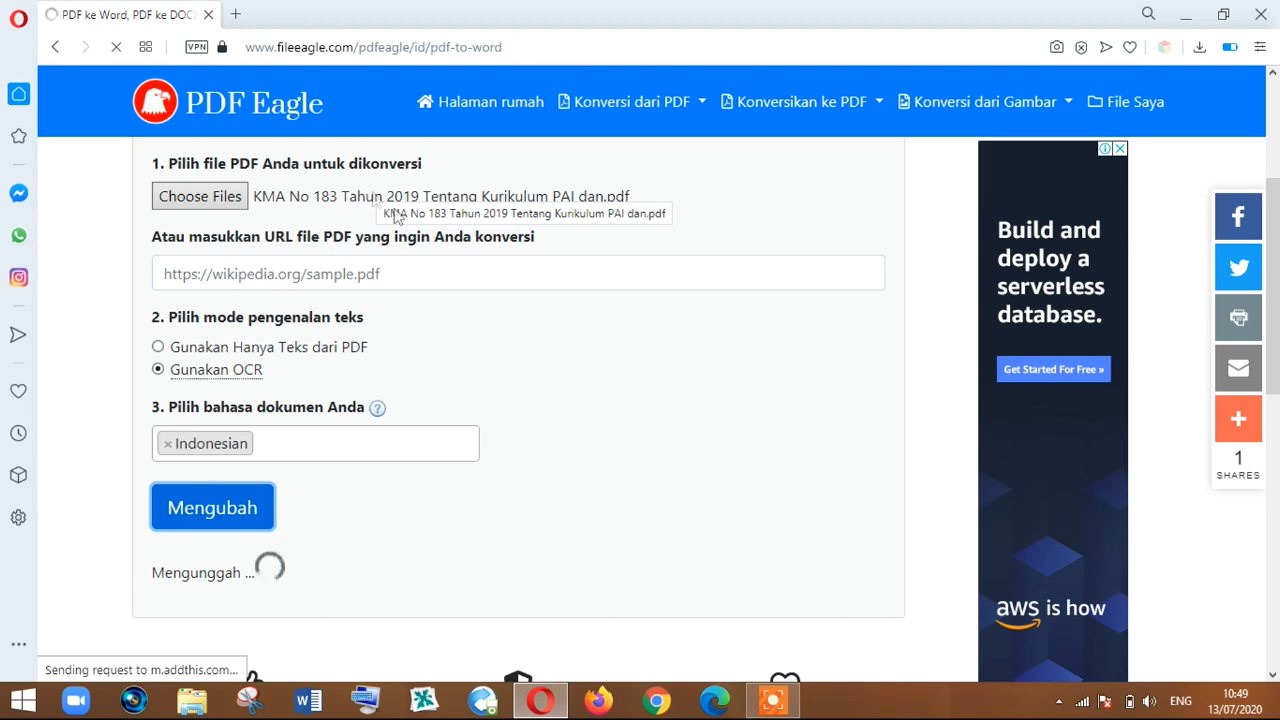 PDF ke Word, PDF ke DOC
VPN
www.fileeagle.com/pdfeagle/id/pdf-to-word
PDF Eagle
Halaman rumah
Konversi dari PDF
Konversikan ke PDF
Konversi dari Gambar
File Saya
1. Pilih file PDF Anda untuk dikonversi
Choose Files KMA No 183 Tahun 2019 Tentang Kurikulum PAI dan.pdf
KMA No 183 Tahun 2019 Tentang Kurikulum PAI dan.pdf
Atau masukkan URL file PDF yang ingin Anda konversi
https://wikipedia.org/sample.pdf
2. Pilih mode pengenalan teks
Gunakan Hanya Teks dari PDF
Gunakan OCR
3. Pilih bahasa dokumen Anda ?
× Indonesian
Mengubah
Mengunggah ...
Build and
deploy a
serverless
database.
Get Started For Free »
aws is how
1
SHARES
Sending request to m.addthis.com...
ENG
10:49
13/07/2020